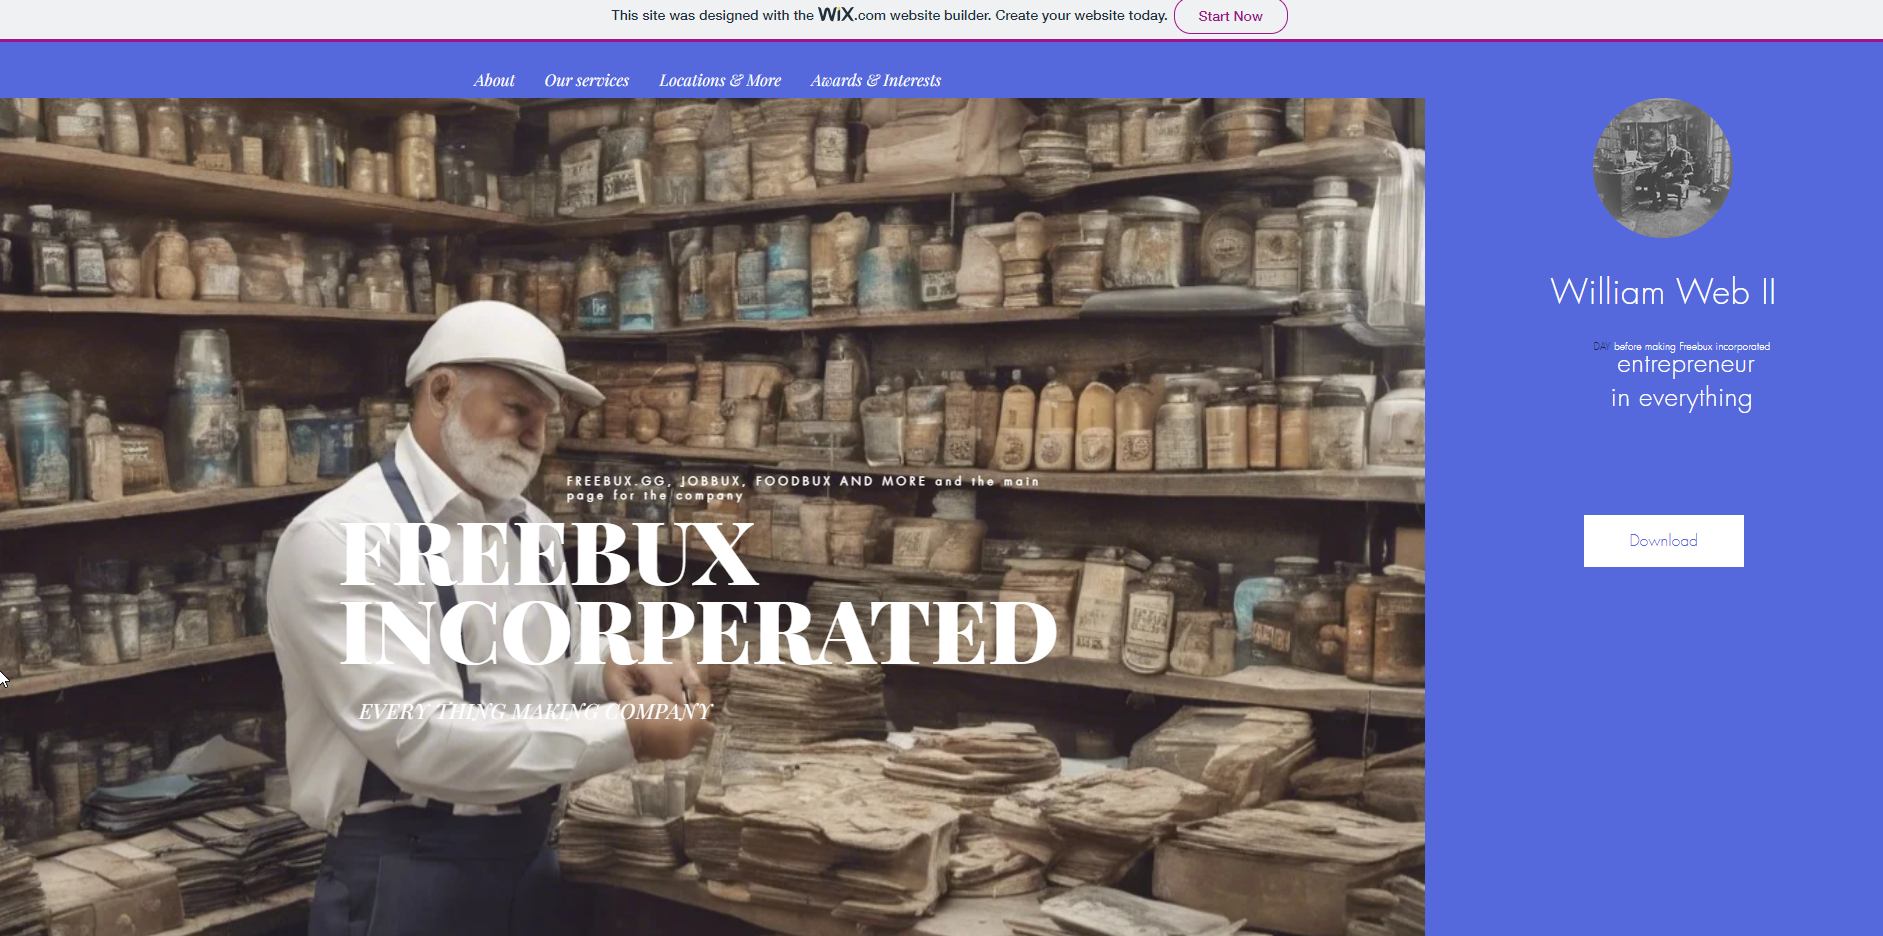 This site was designed with the WiX.com website builder. Create your website today. Start Now
About Our services Locations & More Awards & Interests
FREEBUX.GG, JOBBUX, FOODBUX AND MORE and the main
page for the company
FREEBUX
INCORPERATED
EVERY THING MAKING COMPANY
William Web II
DAY before making Freebux incorporated
entrepreneur
in everything
Download